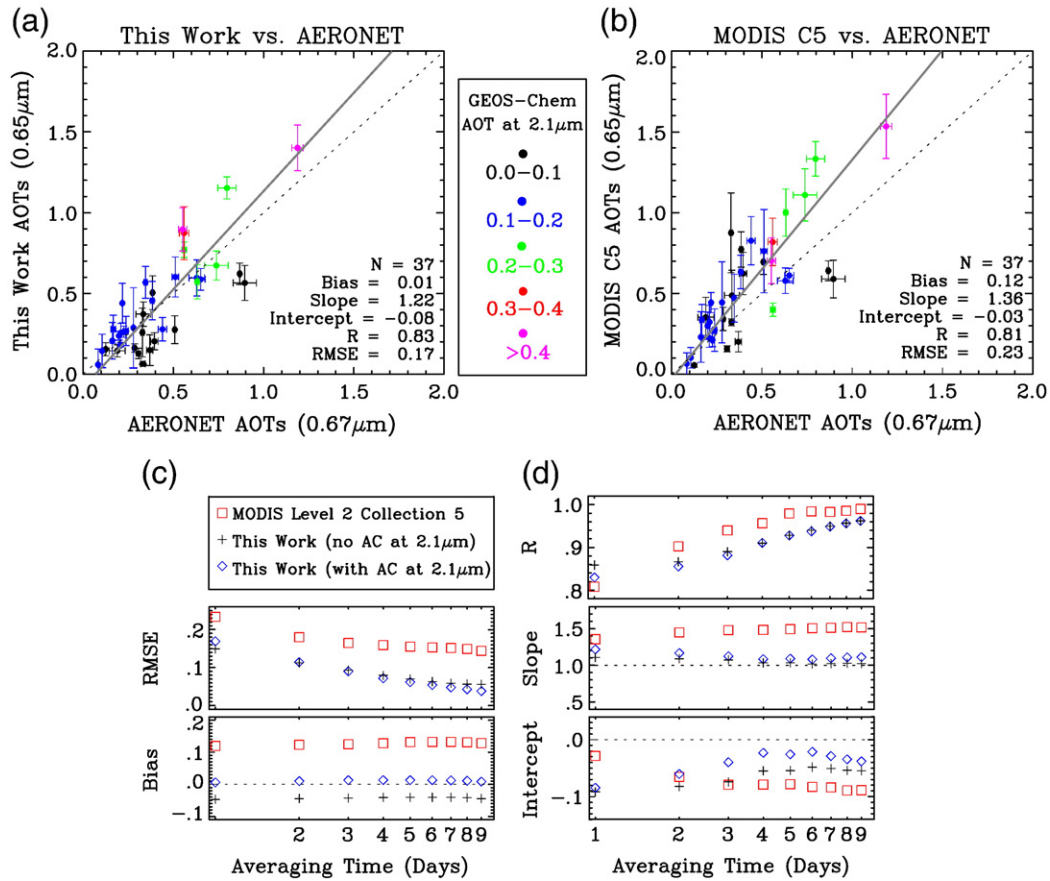 (a)
This Work vs. AERONET
This Work AOTs (0.65μm)
2.0
1.5
1.0
0.5
0.0
0.0 0.5 1.0 1.5 2.0
AERONET AOTs (0.67μm)
N = 37
Bias = 0.01
Slope = 1.22
Intercept = -0.08
R = 0.83
RMSE = 0.17
GEOS-Chem
AOT at 2.1μm
0.0-0.1
0.1-0.2
0.2-0.3
0.3-0.4
>0.4
(b)
MODIS C5 vs. AERONET
MODIS C5 AOTs (0.65μm)
2.0
1.5
1.0
0.5
0.0
0.0 0.5 1.0 1.5 2.0
AERONET AOTs (0.67μm)
N = 37
Bias = 0.12
Slope = 1.36
Intercept = -0.03
R = 0.81
RMSE = 0.23
(c)
MODIS Level 2 Collection 5
This Work (no AC at 2.1μm)
This Work (with AC at 2.1μm)
RMSE
.2
.1
.0
Bias
.2
.1
.0
-.1
2 3 4 5 6 7 8 9
Averaging Time (Days)
(d)
R
1.0
.9
.8
Slope
1.5
1.0
.5
Intercept
.0
-.1
1 2 3 4 5 6 7 8 9
Averaging Time (Days)